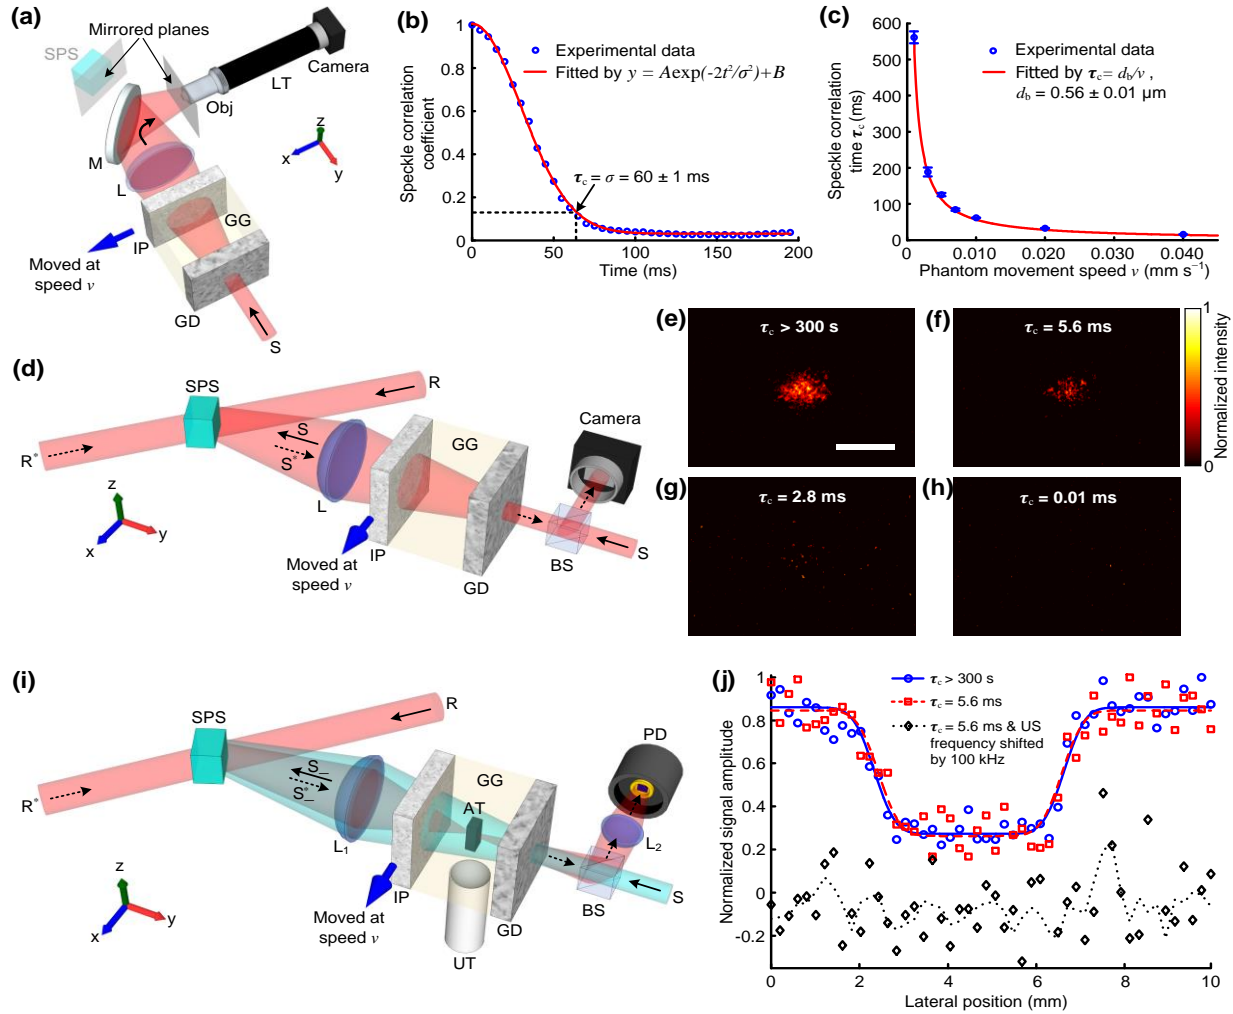 (a)
Mirrored planes
SPS
Camera
LT
Obj
M
L
z
x
y
GG
IP
Moved at
speed v
GD
S
(b)
Speckle correlation
coefficient
1
0.8
0.6
0.4
0.2
0
Experimental data
Fitted by y = Aexp(-2t²/σ²)+B
τc = σ = 60 ± 1 ms
0
50
100
150
200
Time (ms)
(c)
Speckle correlation
time τc (ms)
600
500
400
300
200
100
0
Experimental data
Fitted by τc= db/v ,
db = 0.56 ± 0.01 µm
0
0.010
0.020
0.030
0.040
Phantom movement speed v (mm s⁻¹)
(d)
SPS
R
R*
S
S*
L
GG
Camera
z
x
y
IP
Moved at
speed v
GD
BS
S
(e)
τc > 300 s
(f)
τc = 5.6 ms
1
Normalized intensity
0
(g)
τc = 2.8 ms
(h)
τc = 0.01 ms
(i)
SPS
R
R*
S_
S*_
L1
GG
AT
PD
L2
z
x
y
IP
Moved at
speed v
GD
UT
BS
S
(j)
Normalized signal amplitude
1
0.8
0.6
0.4
0.2
0
-0.2
τc > 300 s
τc = 5.6 ms
τc = 5.6 ms & US
frequency shifted
by 100 kHz
0
2
4
6
8
10
Lateral position (mm)